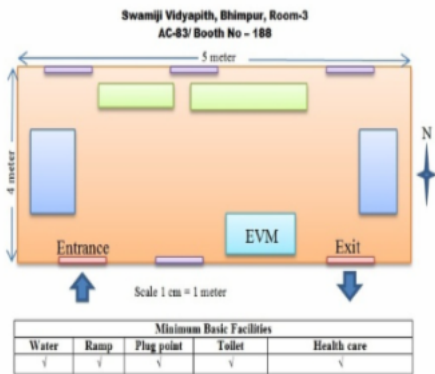 Swamiji Vidyapith, Bhimpur, Room-3
AC-83/ Booth No – 188
5 meter
4 meter
N
EVM
Entrance
Exit
Scale 1 cm = 1 meter
Minimum Basic Facilities
Water Ramp Plug point Toilet Health care
√ √ √ √ √